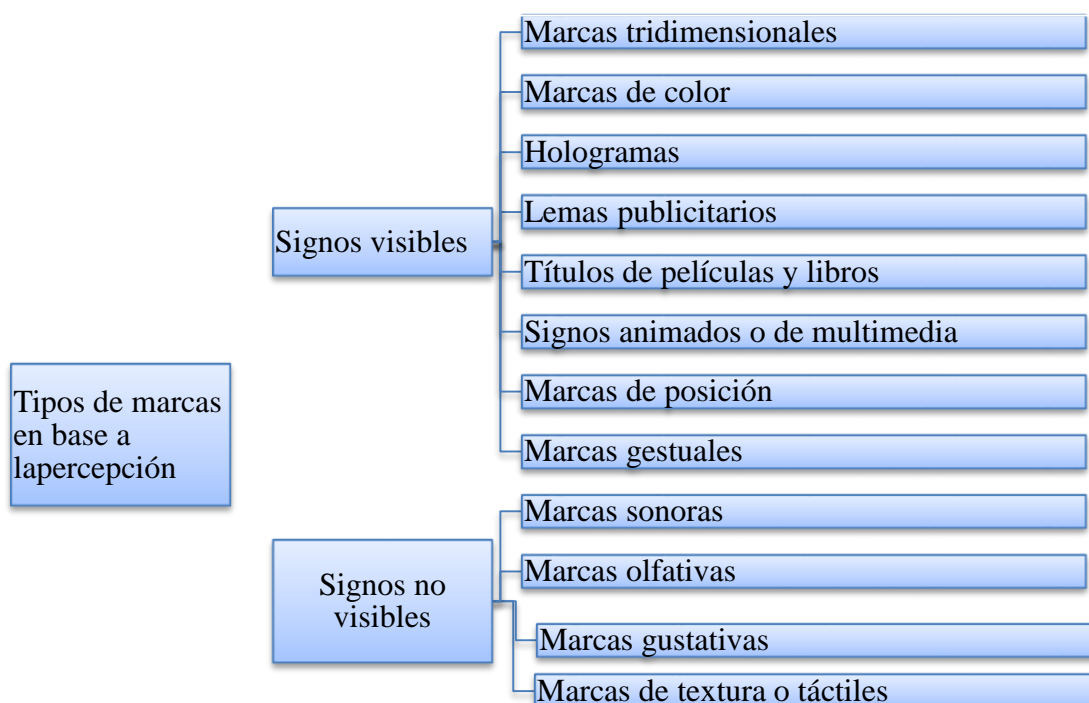 Tipos de marcas
en base a
lapercepción
Signos visibles
Marcas tridimensionales
Marcas de color
Hologramas
Lemas publicitarios
Títulos de películas y libros
Signos animados o de multimedia
Marcas de posición
Marcas gestuales
Signos no
visibles
Marcas sonoras
Marcas olfativas
Marcas gustativas
Marcas de textura o táctiles